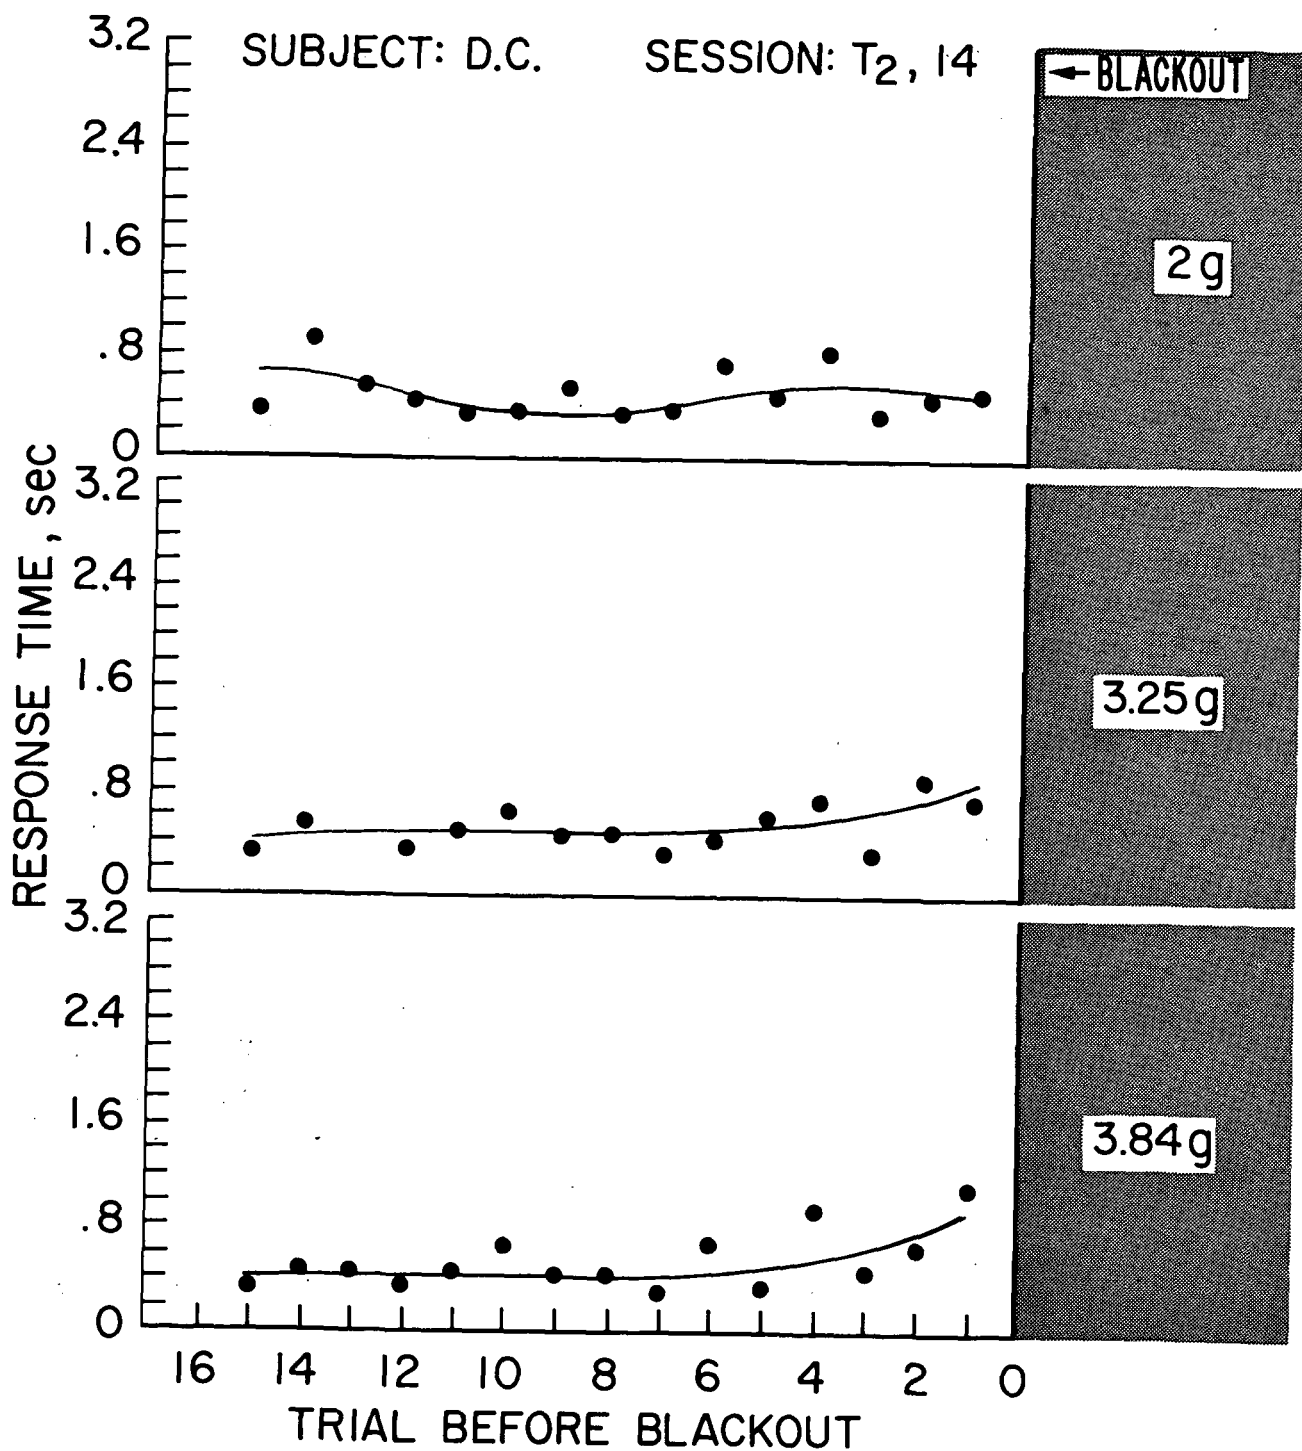 SUBJECT: D.C. SESSION: T2, 14
← BLACKOUT
3.2
2.4
1.6
.8
0
2g
RESPONSE TIME, sec
3.2
2.4
1.6
.8
0
3.25g
3.2
2.4
1.6
.8
0
3.84g
16 14 12 10 8 6 4 2 0
TRIAL BEFORE BLACKOUT